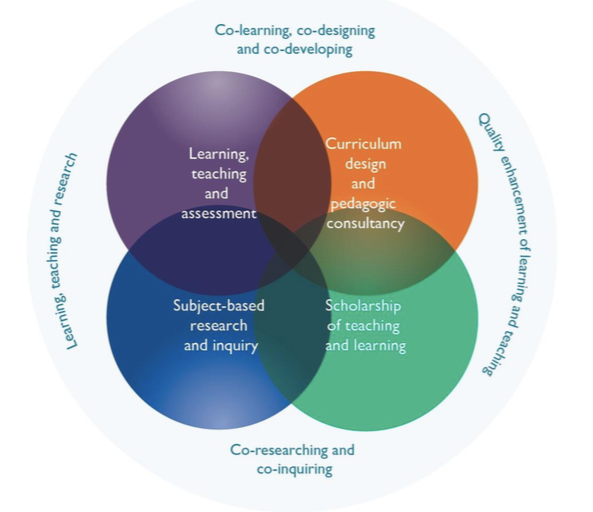 Co-learning, co-designing
and co-developing
Learning,
teaching
and
assessment
Curriculum
design
and
pedagogic
consultancy
Learning, teaching and research
Quality enhancement of learning and teaching
Subject-based
research
and inquiry
Scholarship
of teaching
and learning
Co-researching and
co-inquiring